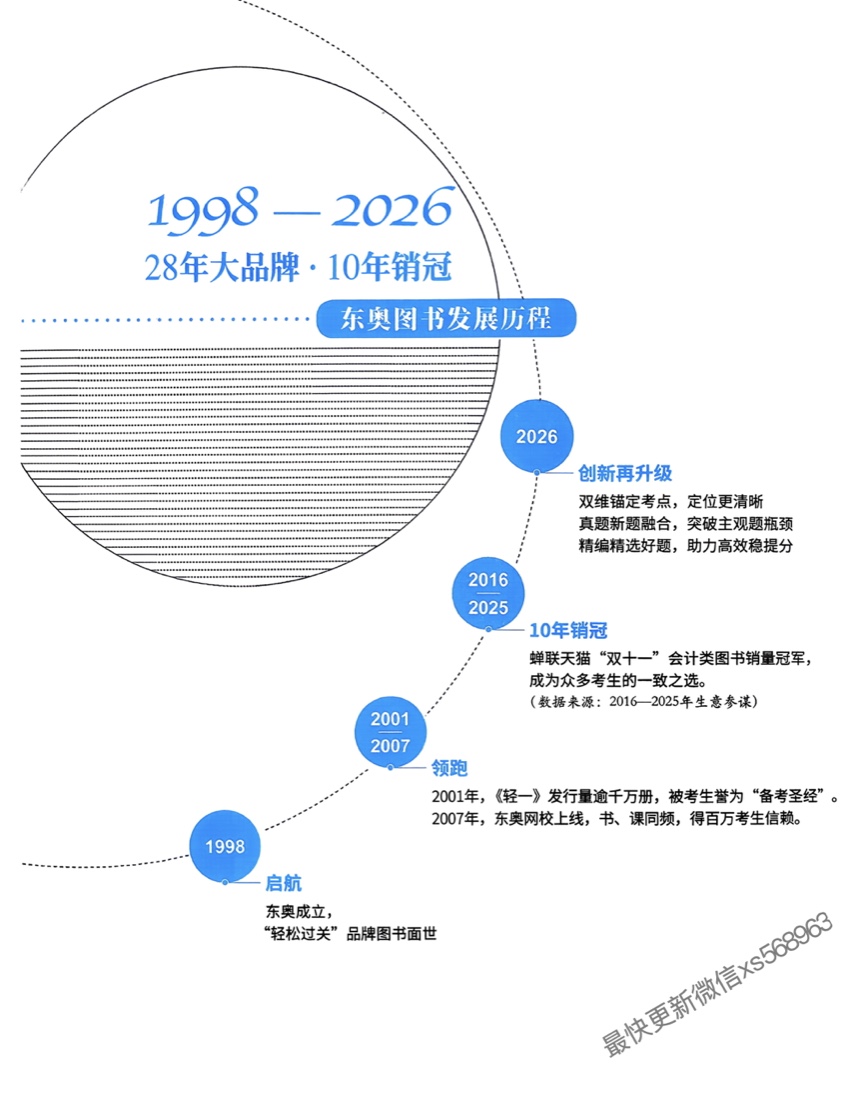 1998 — 2026
28年大品牌·10年销冠
东奥图书发展历程
2026
创新再升级
双维锚定考点，定位更清晰
真题新题融合，突破主观题瓶颈
精编精选好题，助力高效稳提分
2016
2025
10年销冠
蝉联天猫“双十一”会计类图书销量冠军，
成为众多考生的一致之选。
（数据来源：2016—2025年生意参谋）
2001
2007
领跑
2001年，《轻一》发行量逾千万册，被考生誉为“备考圣经”。
2007年，东奥网校上线，书、课同频，得百万考生信赖。
1998
启航
东奥成立，
“轻松过关”品牌图书面世
最快更新微信xs568963